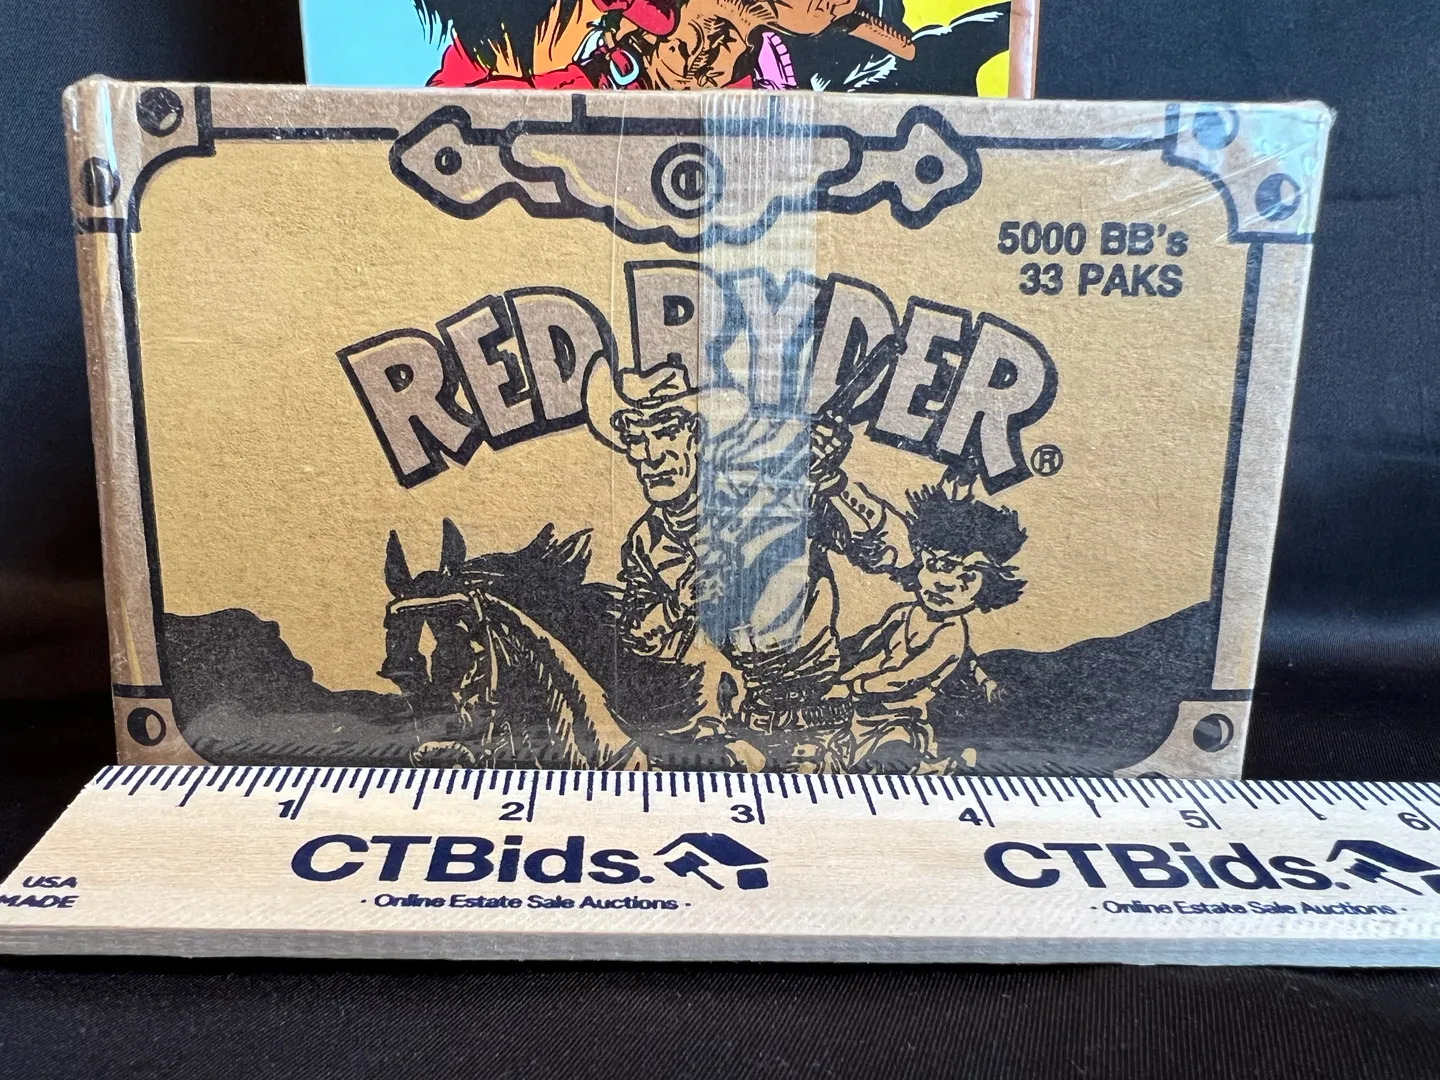 5000 BB's
33 PAKS
RED RYDER®
1 2 3 4 5 6
CTBids. CTBids.
· Online Estate Sale Auctions · · Online Estate Sale Auctions ·
USA
MADE